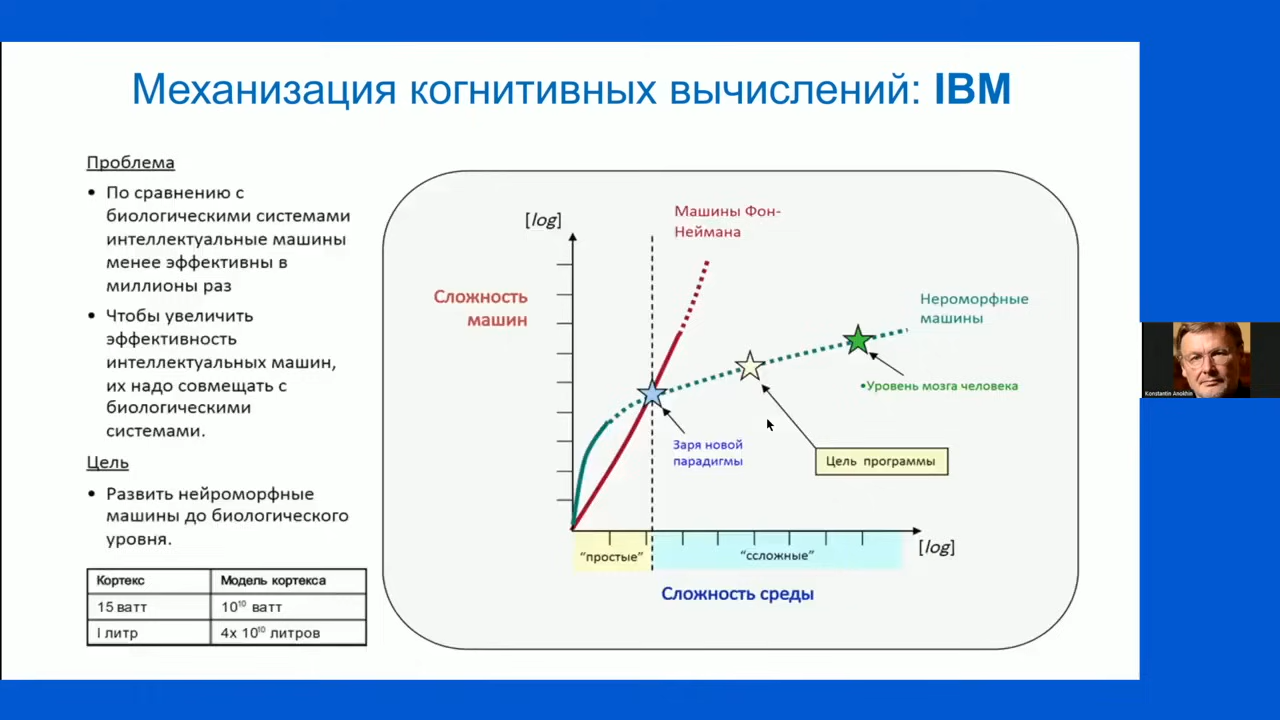 Механизация когнитивных вычислений: IBM
Проблема
• По сравнению с
биологическими системами
интеллектуальные машины
менее эффективны в
миллионы раз
• Чтобы увеличить
эффективность
интеллектуальных машин,
их надо совмещать с
биологическими
системами.
Цель
• Развить нейроморфные
машины до биологического
уровня.
Кортекс Модель кортекса
15 ватт 10¹⁰ ватт
I литр 4x 10¹⁰ литров
[log]
Сложность
машин
Машины Фон-
Неймана
Нероморфные
машины
•Уровень мозга человека
Заря новой
парадигмы
Цель программы
[log]
“простые”
“ссложные”
Сложность среды
Konstantin Anokhin